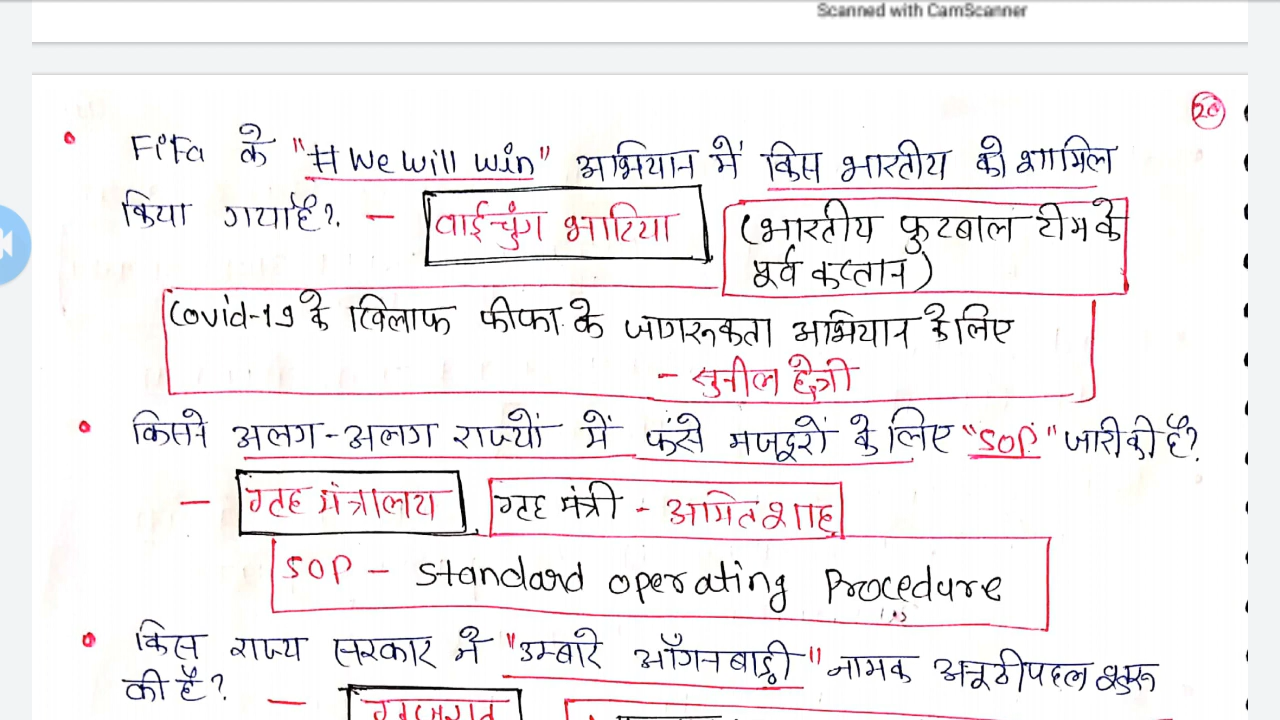 Scanned with CamScanner
20
• FiFa के "#We will win" अभियान में किस भारतीय को शामिल
किया गया है? - वाईचुंग भाटिया (भारतीय फुटबाल टीम के
पूर्व कप्तान)
Covid-19 के खिलाफ फीफा के जागरूकता अभियान के लिए
- सुनील छेत्री
• किसने अलग-अलग राज्यों में फंसे मजदूरों के लिए "SOP" जारी की है?
- गृह मंत्रालय गृह मंत्री - अमित शाह
SOP - Standard operating Procedure
• किस राज्य सरकार ने "उम्बारे आँगनबाड़ी" नामक अनूठी पहल शुरू
की है? -